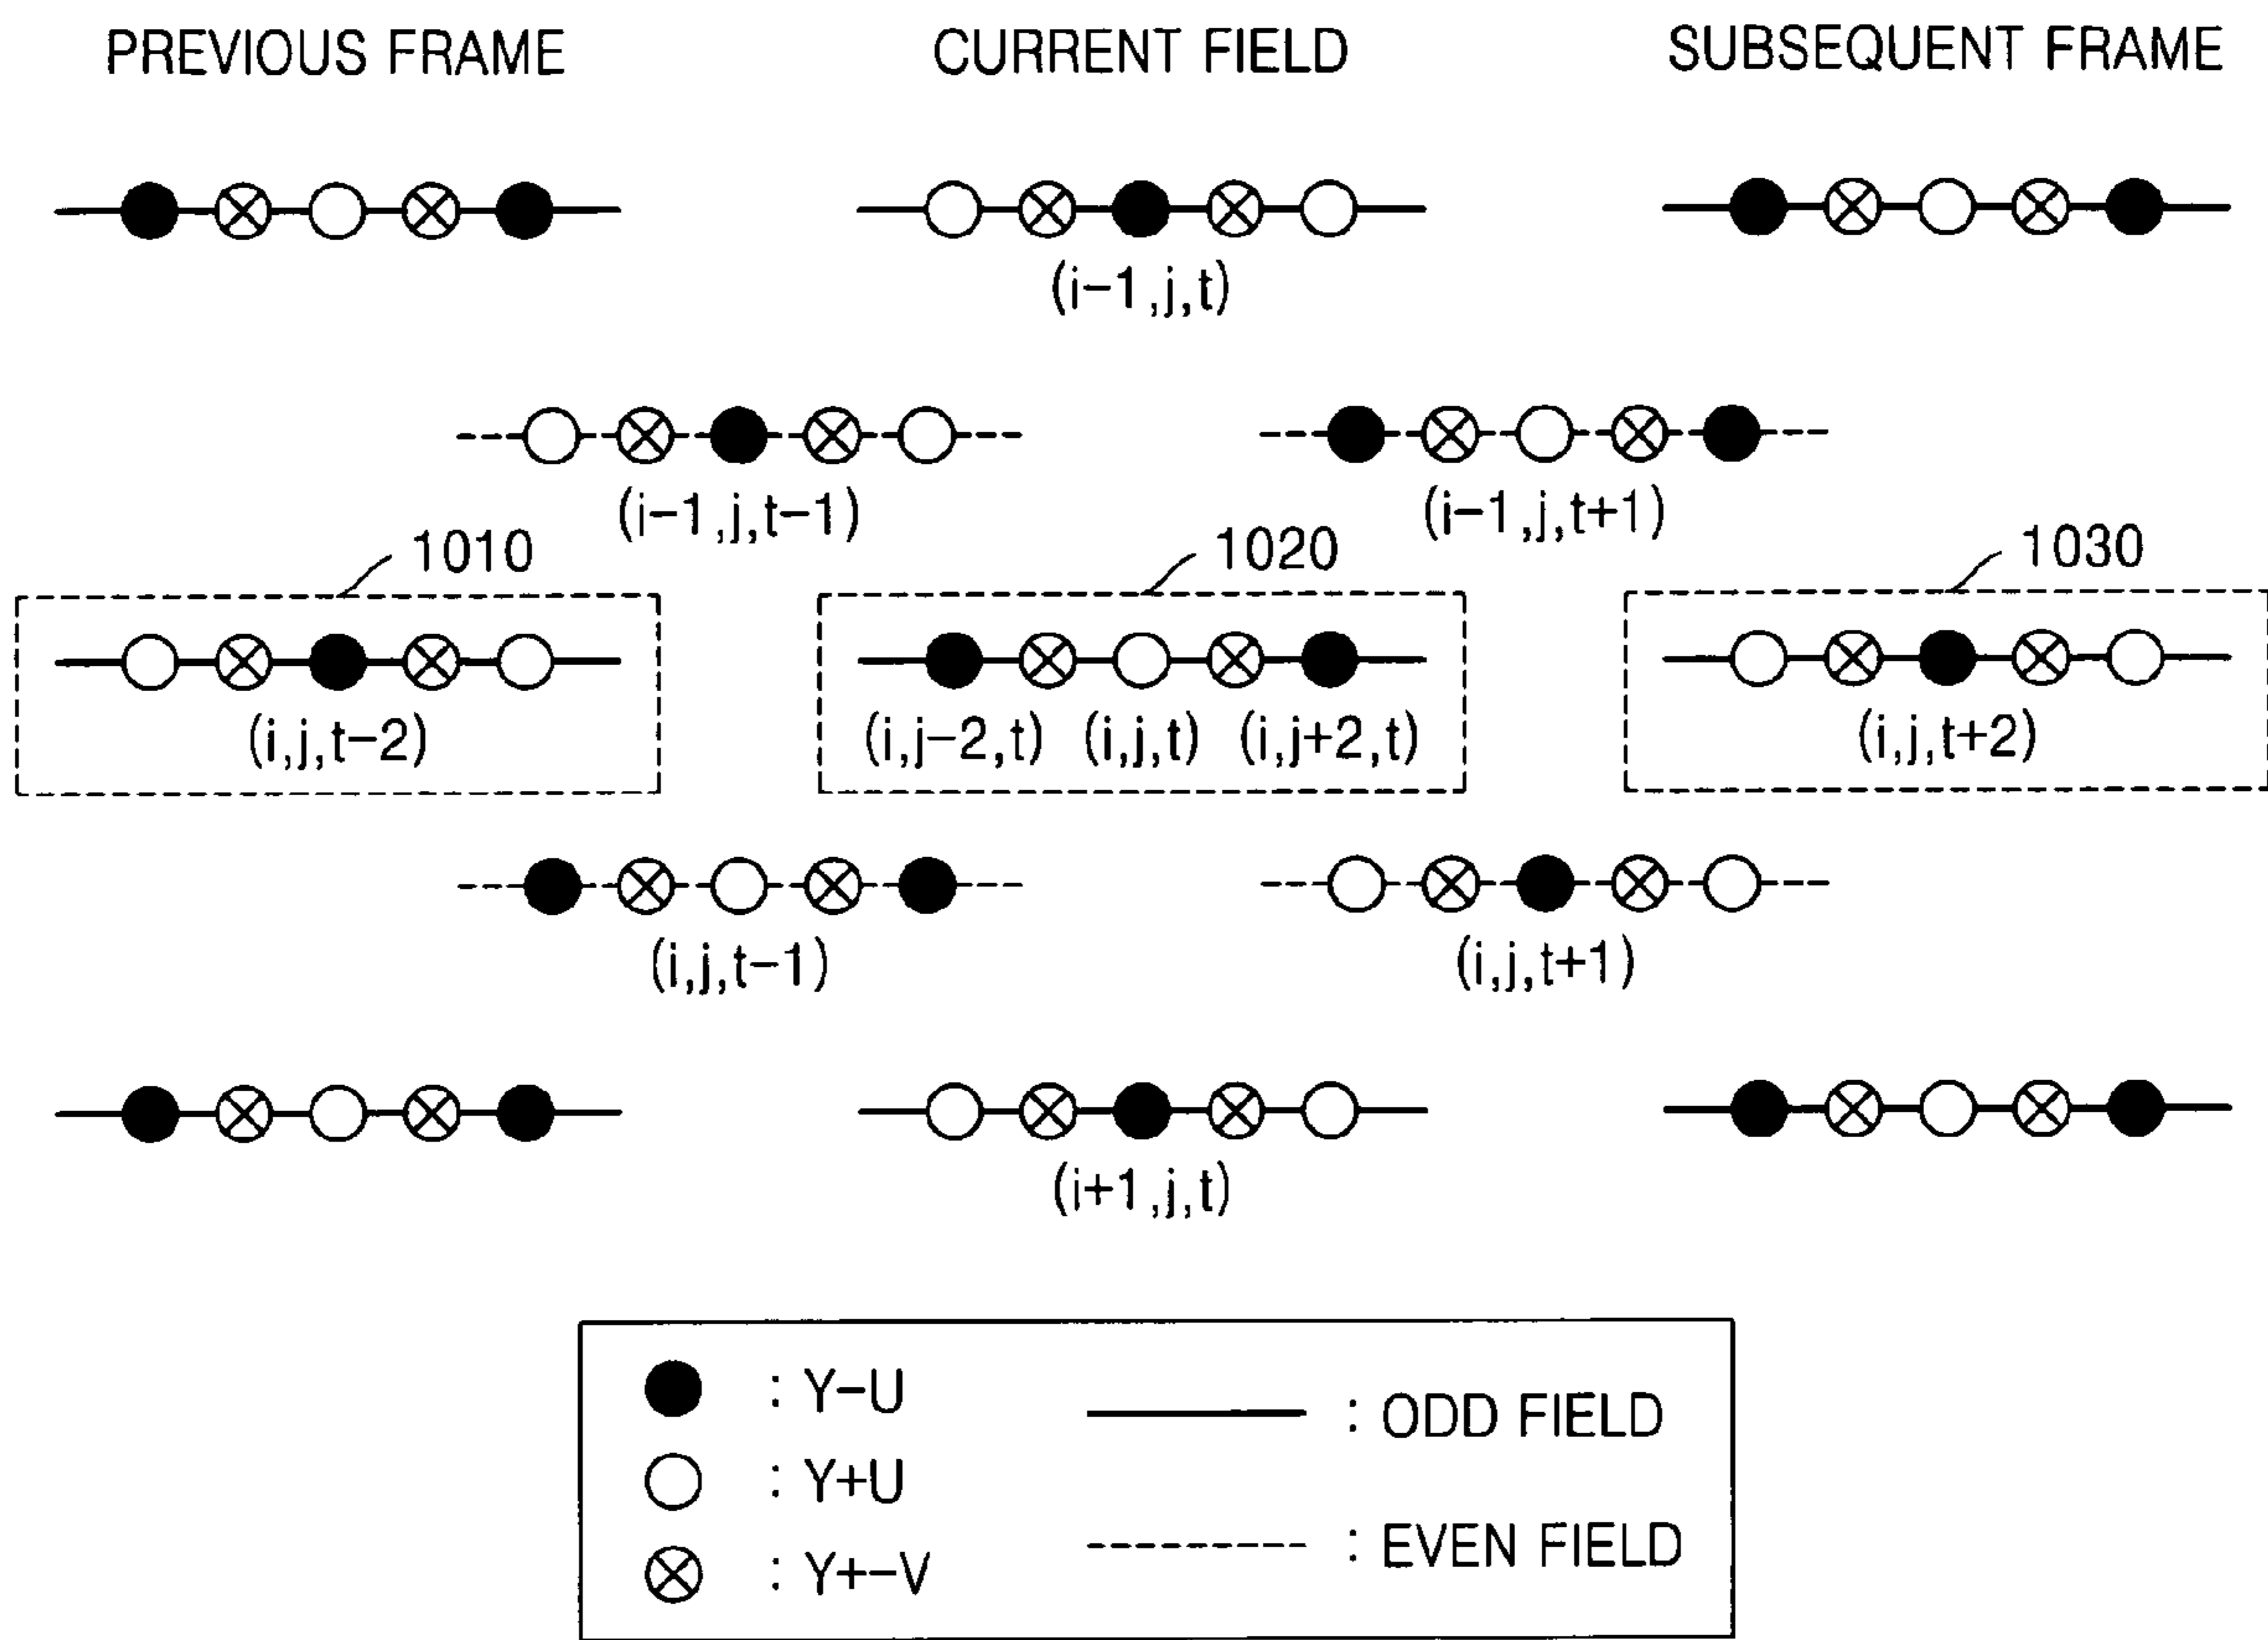 PREVIOUS FRAME
CURRENT FIELD
SUBSEQUENT FRAME
(i-1,j,t)
(i-1,j,t-1)
(i-1,j,t+1)
1010
1020
1030
(i,j,t-2)
(i,j-2,t) (i,j,t) (i,j+2,t)
(i,j,t+2)
(i,j,t-1)
(i,j,t+1)
(i+1,j,t)
: Y-U
: ODD FIELD
: Y+U
: EVEN FIELD
: Y+-V